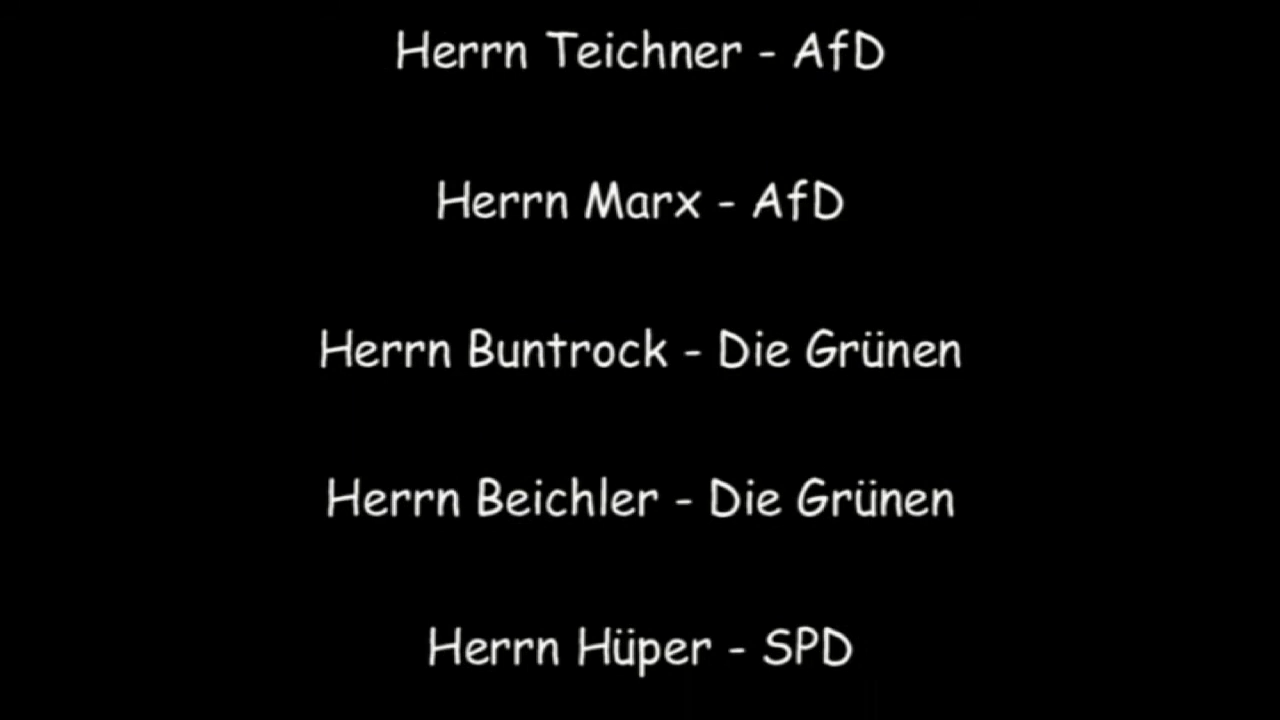 Herrn Teichner - AfD
Herrn Marx - AfD
Herrn Buntrock - Die Grünen
Herrn Beichler - Die Grünen
Herrn Hüper - SPD